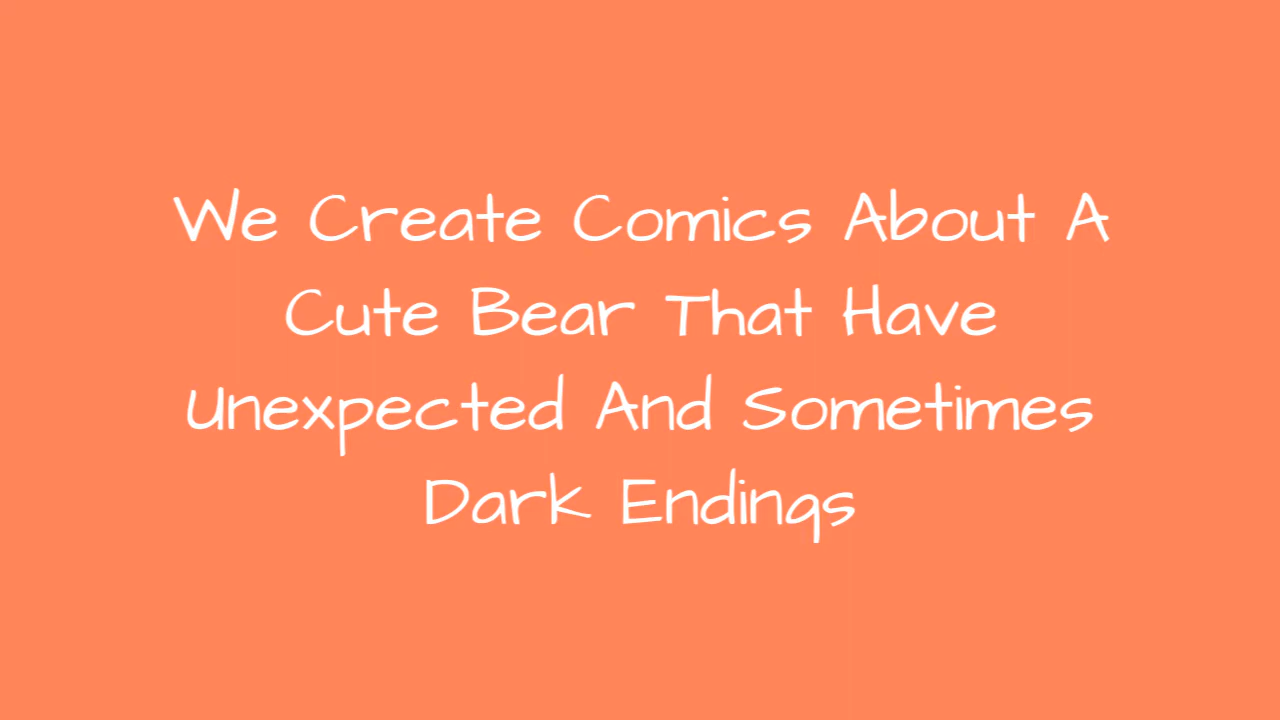 We Create Comics About A
Cute Bear That Have
Unexpected And Sometimes
Dark Endings